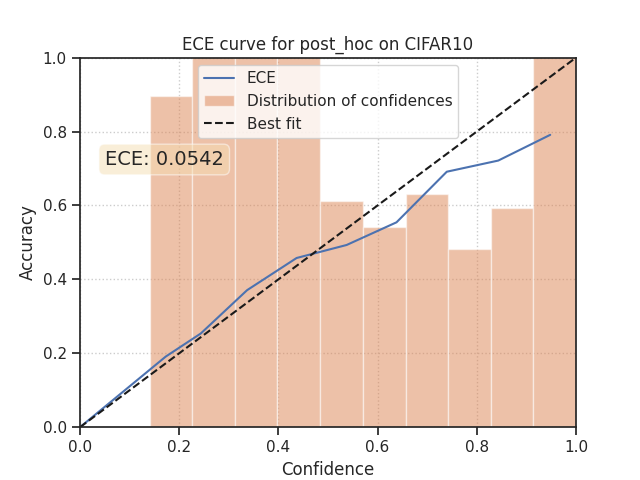 ECE curve for post_hoc on CIFAR10
1.0
0.8
0.6
0.4
0.2
0.0
Accuracy
ECE
Distribution of confidences
Best fit
ECE: 0.0542
0.0 0.2 0.4 0.6 0.8 1.0
Confidence